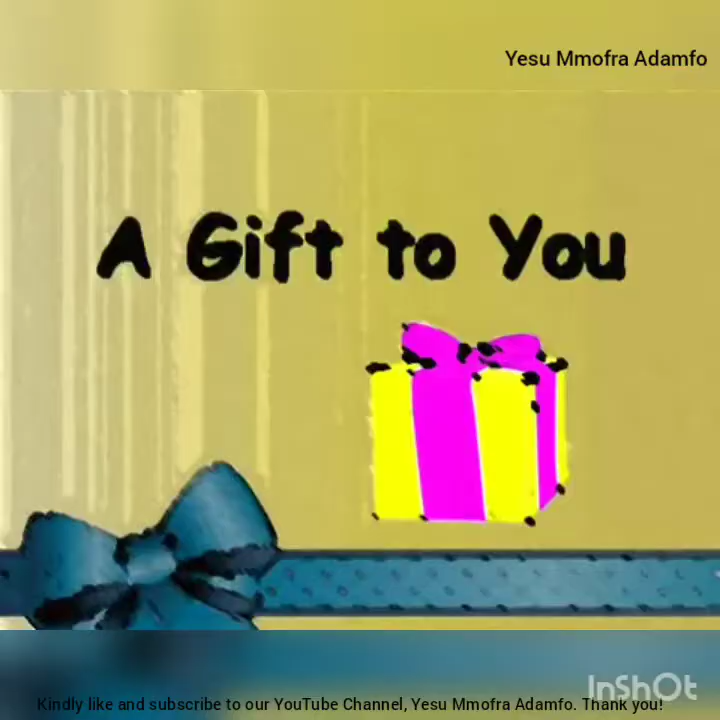 Yesu Mmofra Adamfo
A Gift to You
InShOt
Kindly like and subscribe to our YouTube Channel, Yesu Mmofra Adamfo. Thank you!